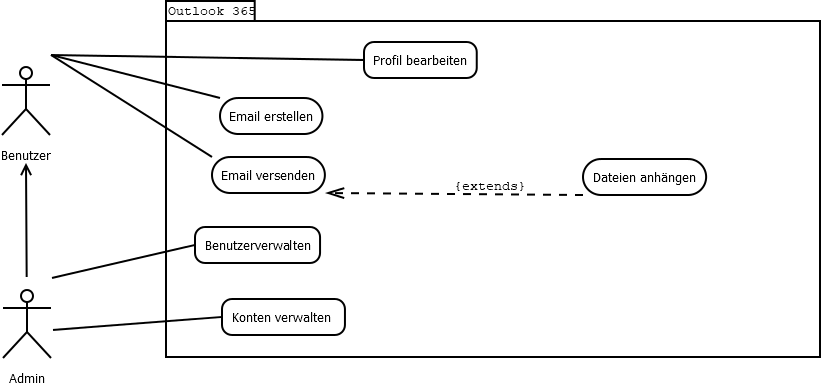 Outlook 365
Profil bearbeiten
Email erstellen
Benutzer
Email versenden
{extends}
Dateien anhängen
Benutzerverwalten
Konten verwalten
Admin